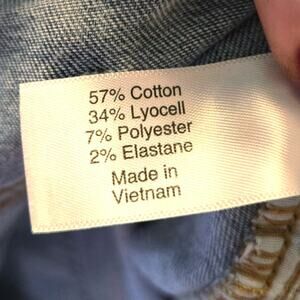 57% Cotton
34% Lyocell
7% Polyester
2% Elastane
Made in
Vietnam